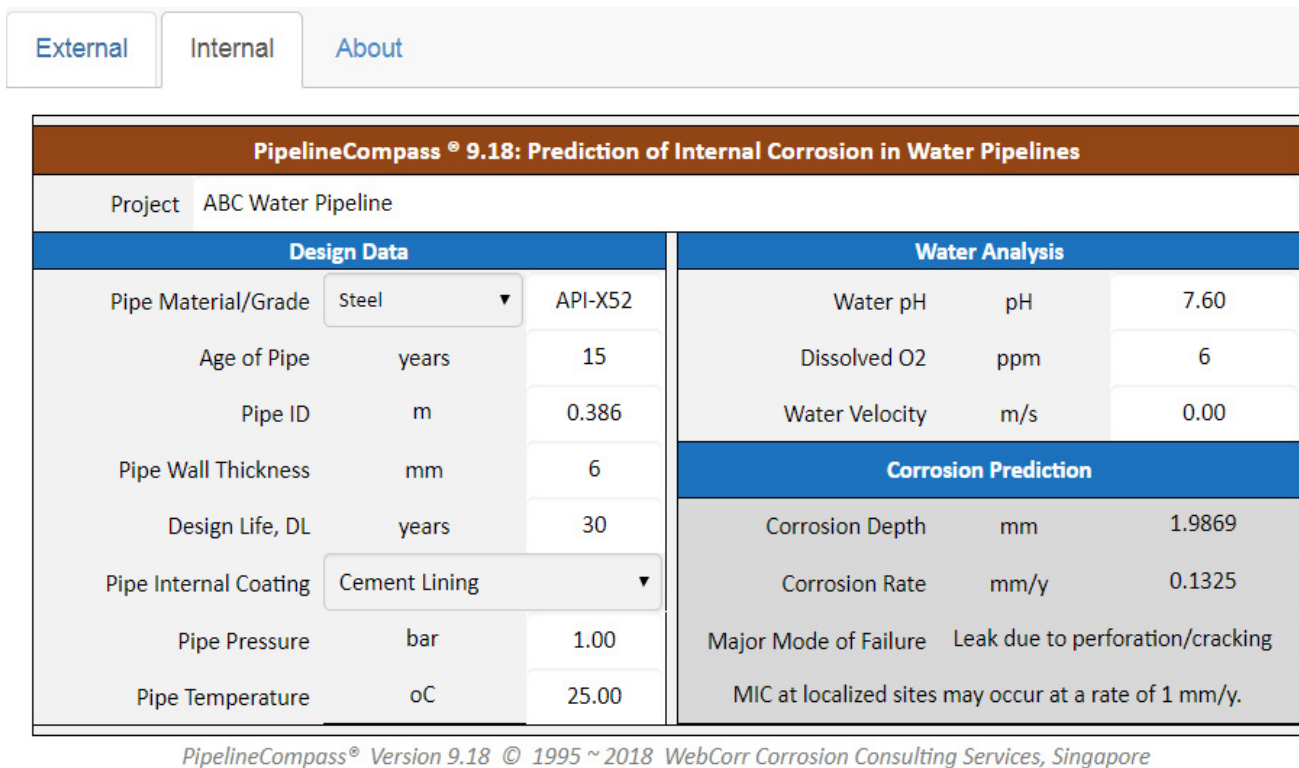 External Internal About
PipelineCompass ® 9.18: Prediction of Internal Corrosion in Water Pipelines
Project ABC Water Pipeline
Design Data
Pipe Material/Grade Steel ▼ API-X52
Age of Pipe years 15
Pipe ID m 0.386
Pipe Wall Thickness mm 6
Design Life, DL years 30
Pipe Internal Coating Cement Lining ▼
Pipe Pressure bar 1.00
Pipe Temperature oC 25.00
Water Analysis
Water pH pH 7.60
Dissolved O2 ppm 6
Water Velocity m/s 0.00
Corrosion Prediction
Corrosion Depth mm 1.9869
Corrosion Rate mm/y 0.1325
Major Mode of Failure Leak due to perforation/cracking
MIC at localized sites may occur at a rate of 1 mm/y.
PipelineCompass® Version 9.18 © 1995 ~ 2018 WebCorr Corrosion Consulting Services, Singapore